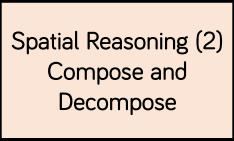 Spatial Reasoning (2)
Compose and
Decompose